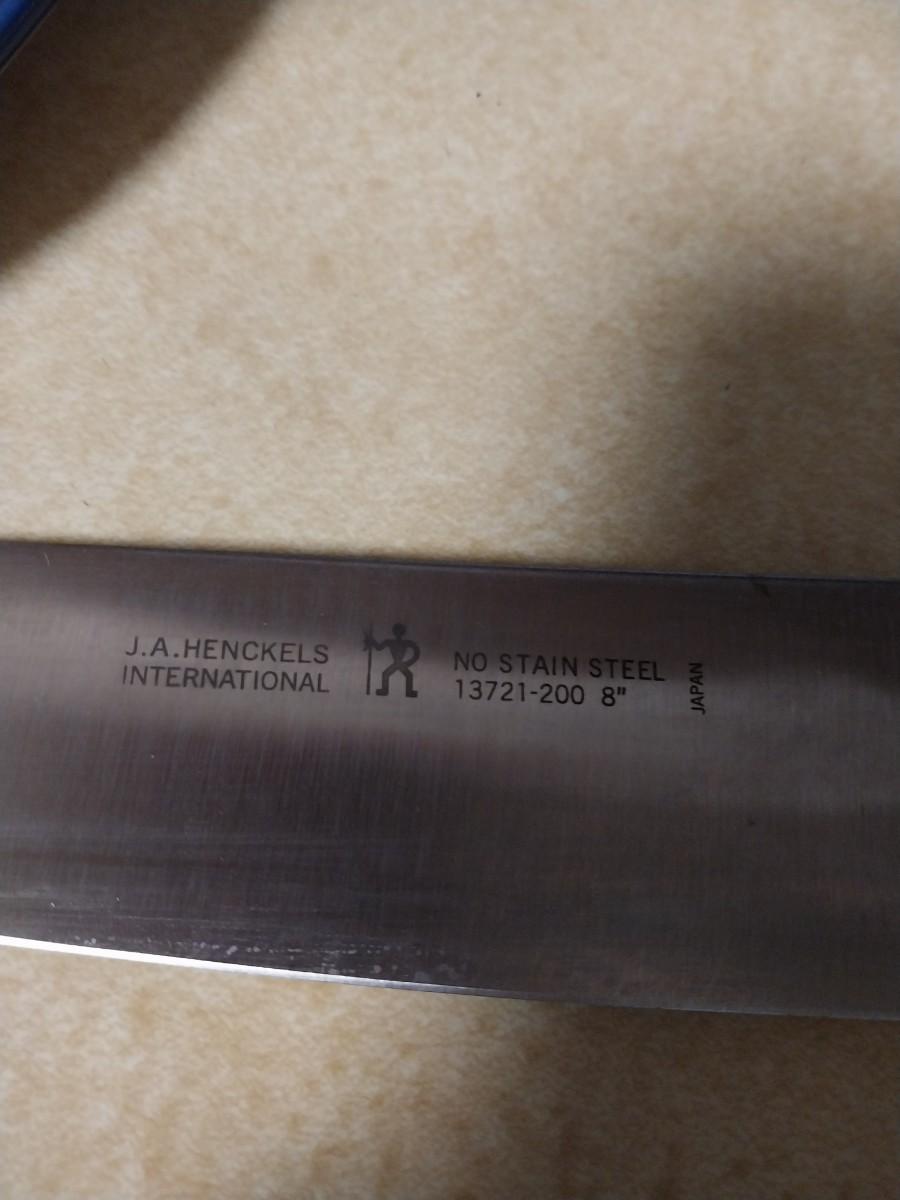 J.A.HENCKELS
INTERNATIONAL
NO STAIN STEEL
13721-200 8"
JAPAN